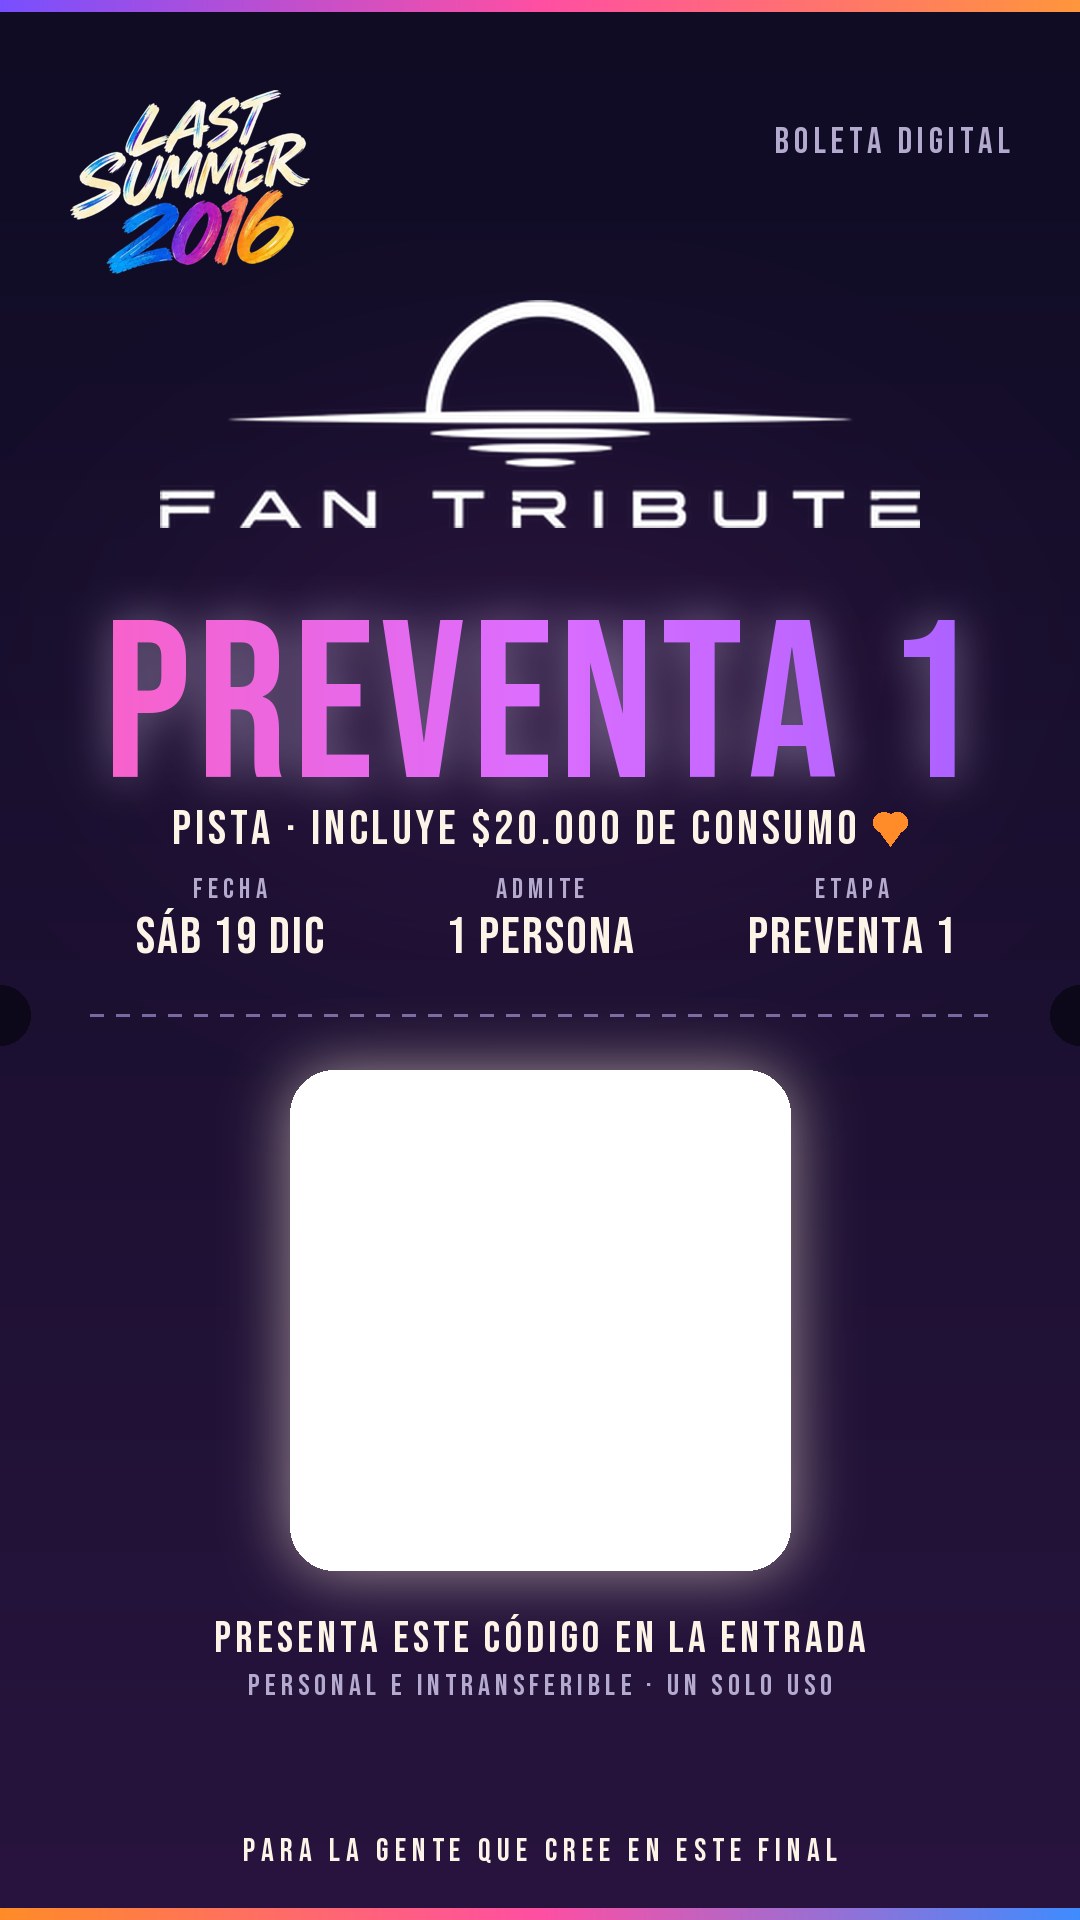 LAST
SUMMER
2016
BOLETA DIGITAL
FAN TRIBUTE
PREVENTA 1
PISTA · INCLUYE $20.000 DE CONSUMO 🧡
FECHA
SÁB 19 DIC
ADMITE
1 PERSONA
ETAPA
PREVENTA 1
PRESENTA ESTE CÓDIGO EN LA ENTRADA
PERSONAL E INTRANSFERIBLE · UN SOLO USO
PARA LA GENTE QUE CREE EN ESTE FINAL